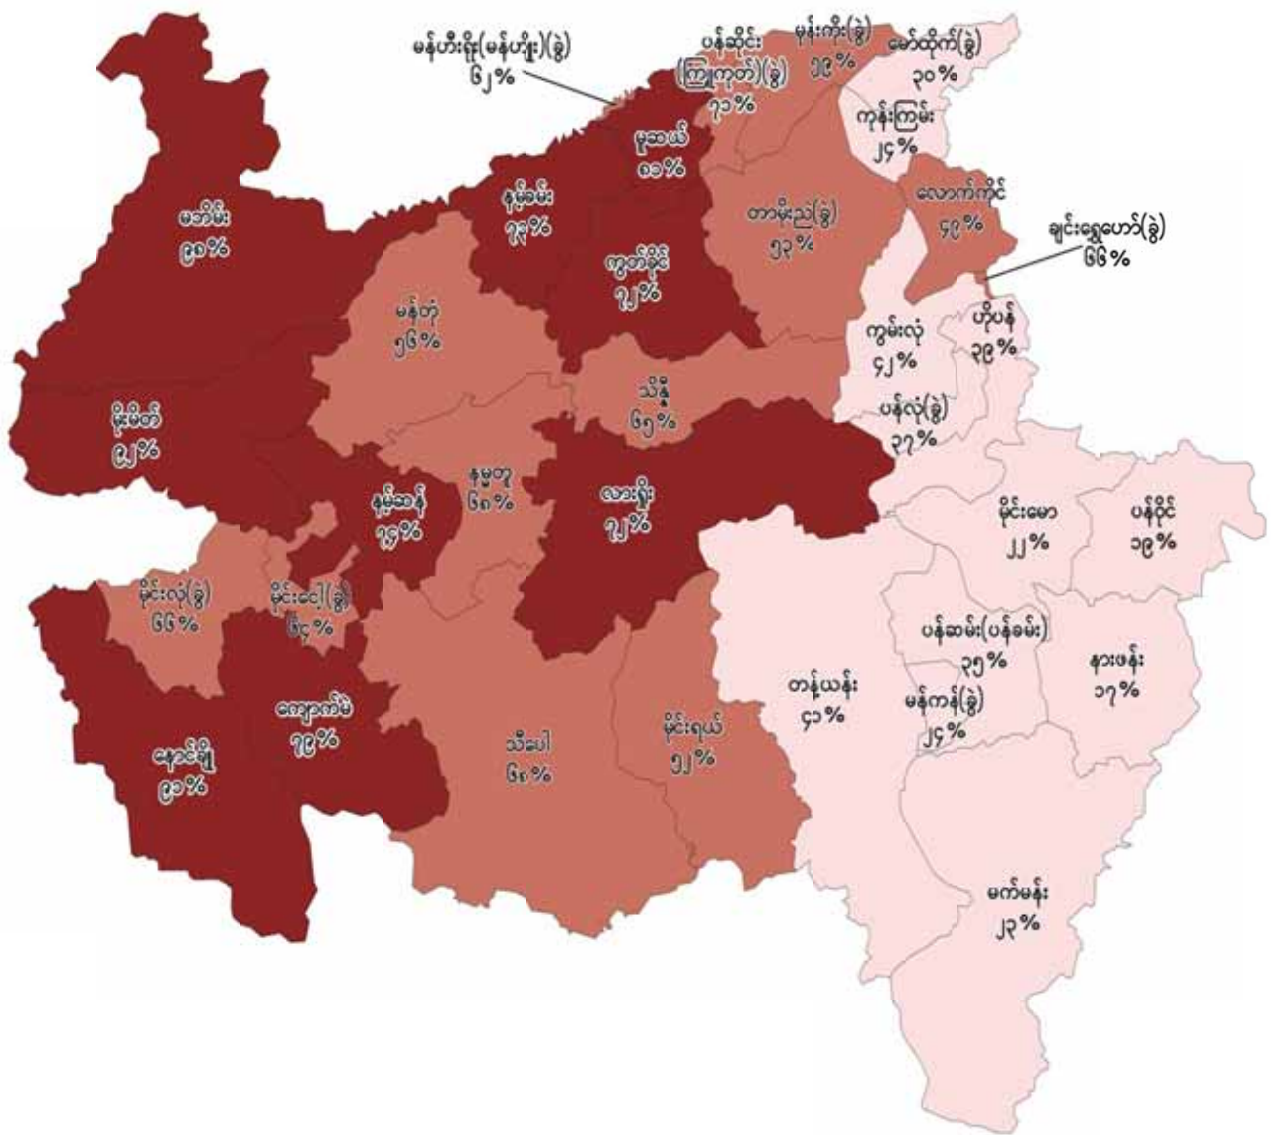 မန်ဟီးရိုး(မန်ဟျိုး)(ခွဲ)
၆၂%
ပန်ဆိုင်း
(ကြူကုတ်)(ခွဲ)
၇၁%
မုန်းကိုး(ခွဲ)
၅၉%
မော်ထိုက်(ခွဲ)
၃၀%
ကုန်းကြမ်း
၂၄%
မူဆယ်
၈၁%
နမ့်ခမ်း
၇၃%
မဘိမ်း
၉၈%
တာမိုးညဲ(ခွဲ)
၅၃%
လောက်ကိုင်
၄၉%
ချင်းရွှေဟော်(ခွဲ)
၆၆%
ကွတ်ခိုင်
၇၂%
မန်တုံ
၅၆%
ကွမ်းလုံ
၄၂%
ဟိုပန်
၃၉%
သိန္နီ
၆၅%
ပန်လုံ(ခွဲ)
၃၇%
မိုးမိတ်
၉၂%
နမ္မတူ
၆၈%
နမ့်ဆန်
၇၄%
လားရှိုး
၇၂%
မိုင်းမော
၂၂%
ပန်ဝိုင်
၁၉%
မိုင်းလုံ(ခွဲ)
၆၆%
မိုင်းငေါ့(ခွဲ)
၆၄%
ပန်ဆမ်း(ပန်ခမ်း)
၃၅%
နားဖန်း
၁၇%
တန့်ယန်း
၄၁%
မန်ကန်(ခွဲ)
၂၄%
ကျောက်မဲ
၇၉%
မိုင်းရယ်
၅၂%
သီပေါ
၆၈%
နောင်ချို
၉၁%
မက်မန်း
၂၃%